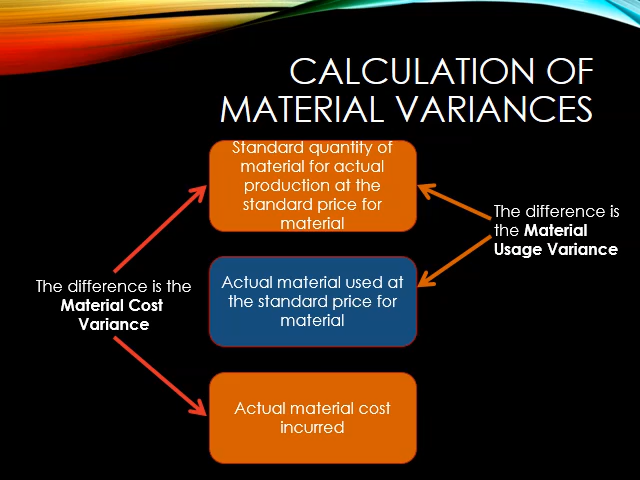 CALCULATION OF
MATERIAL VARIANCES
Standard quantity of
material for actual
production at the
standard price for
material
The difference is
the Material
Usage Variance
Actual material used at
the standard price for
material
The difference is the
Material Cost
Variance
Actual material cost
incurred